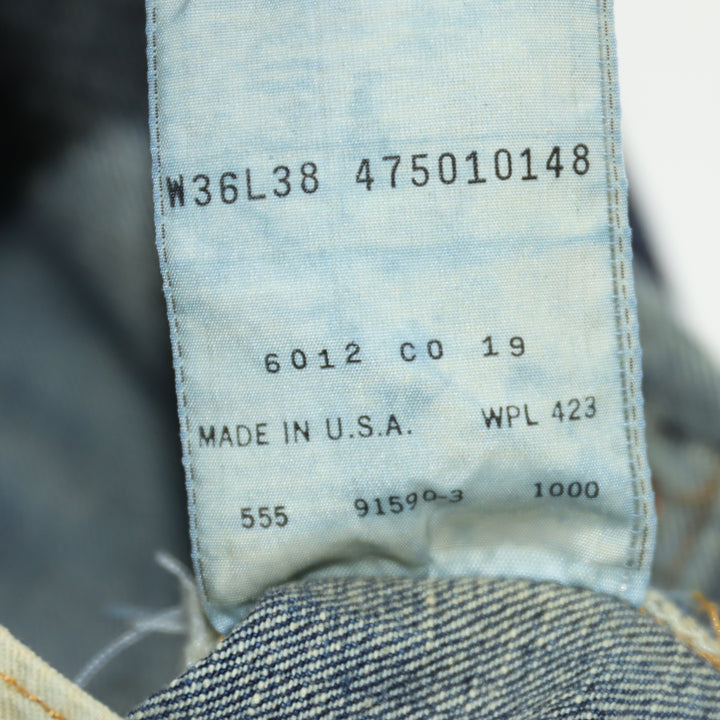 W36L38 475010148
6012 CO 19
MADE IN U.S.A. WPL 423
555 91590-3 1000